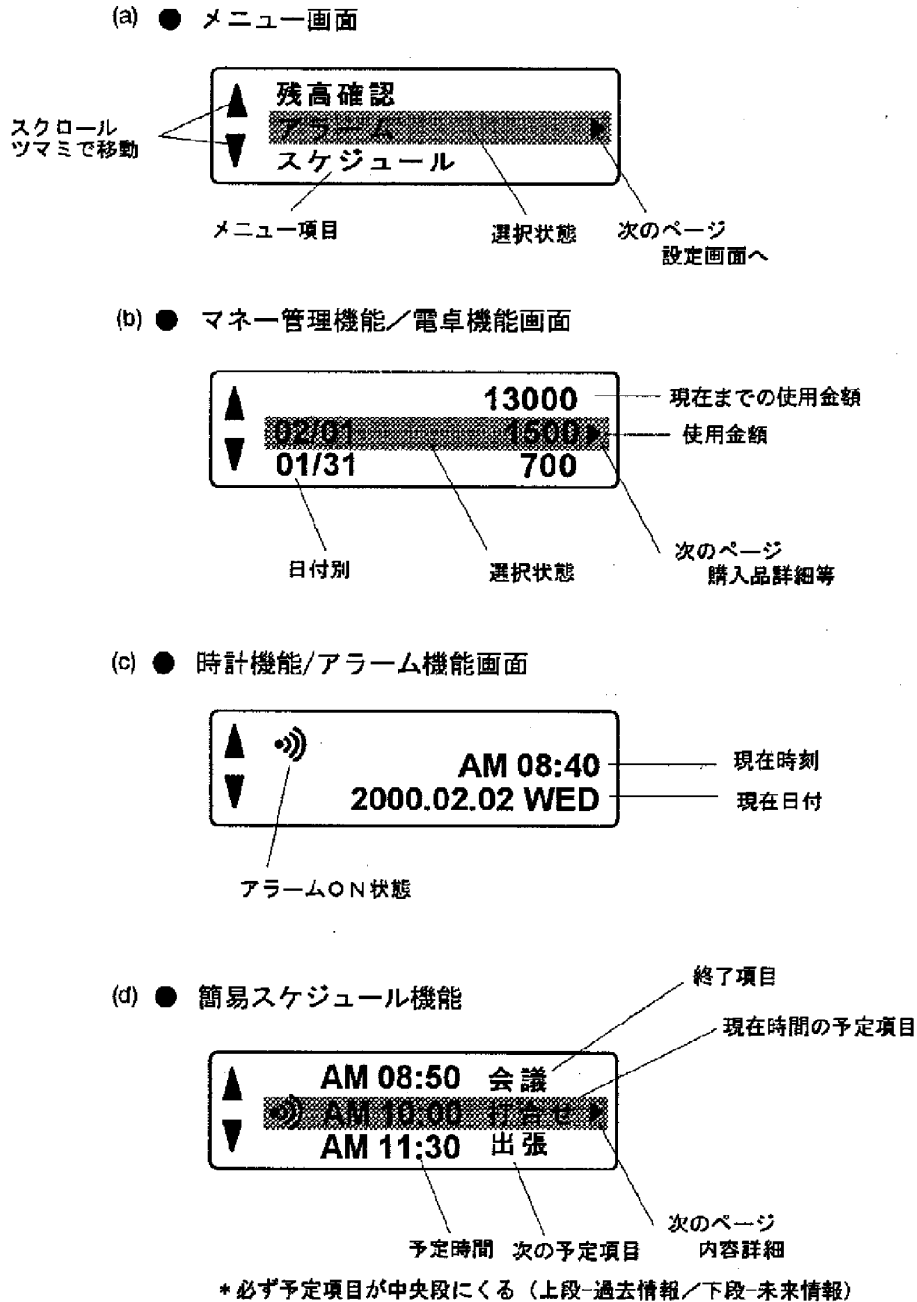 (a) ● メニュー画面
残高確認
アラーム
スケジュール
スクロール
ツマミで移動
メニュー項目
選択状態
次のページ
設定画面へ
(b) ● マネー管理機能／電卓機能画面
13000
現在までの使用金額
02/01 1500
使用金額
01/31 700
日付別
選択状態
次のページ
購入品詳細等
(c) ● 時計機能/アラーム機能画面
AM 08:40
現在時刻
2000.02.02 WED
現在日付
アラームON状態
(d) ● 簡易スケジュール機能
終了項目
現在時間の予定項目
AM 08:50 会議
AM 10:00 打合せ
AM 11:30 出張
予定時間
次の予定項目
次のページ
内容詳細
*必ず予定項目が中央段にくる（上段-過去情報／下段-未来情報）